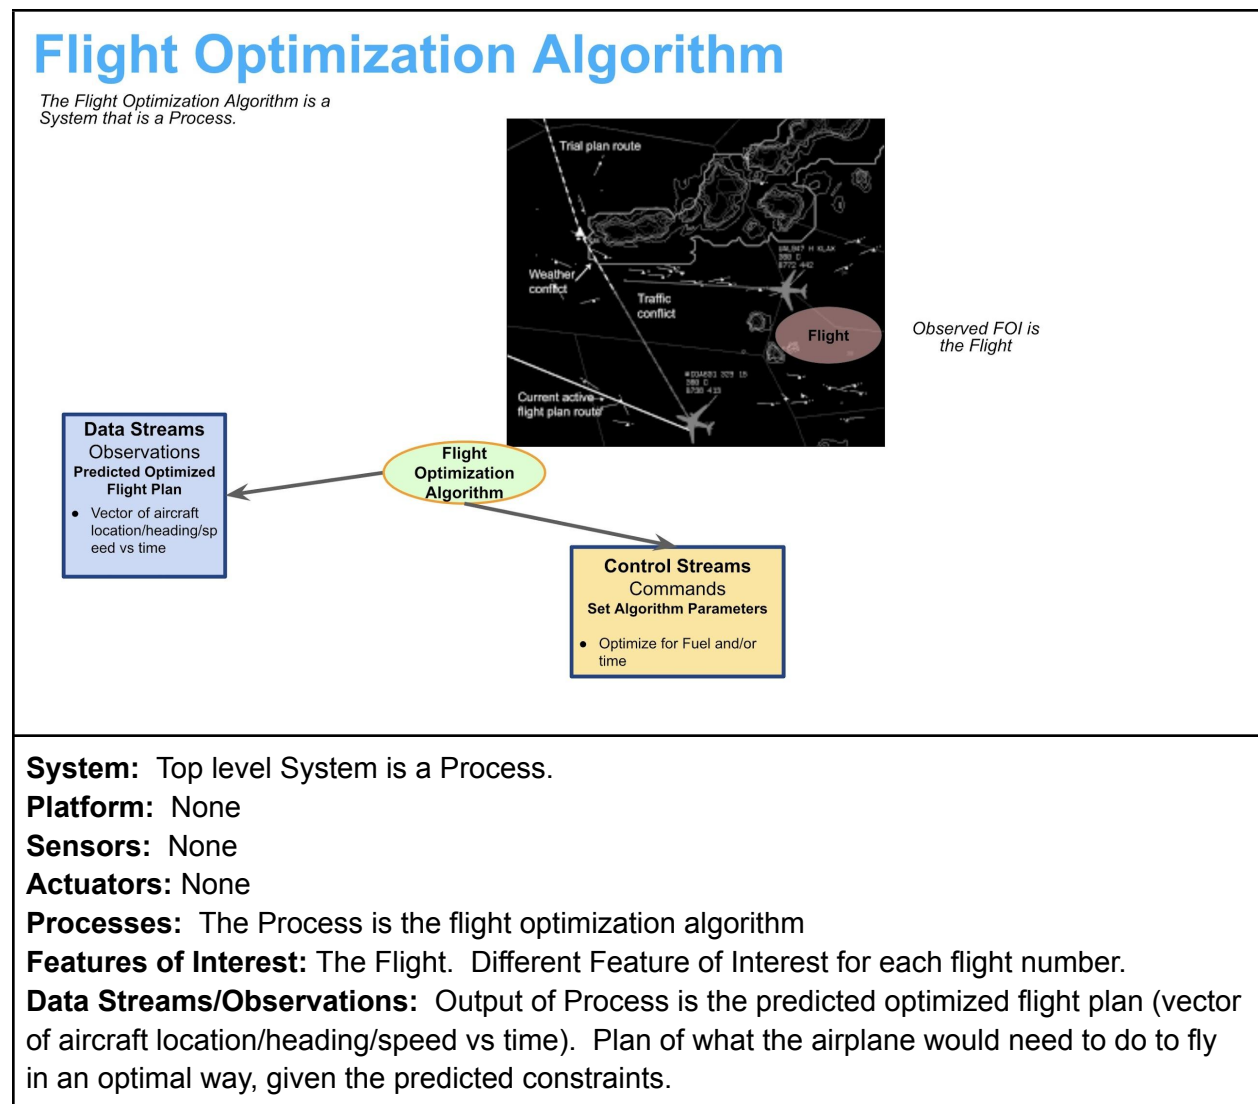 Flight Optimization Algorithm
The Flight Optimization Algorithm is a
System that is a Process.
Trial plan route
UAL947 H KLAX
380 C
B772 442
Weather
conflict
Traffic
conflict
Flight
Observed FOI is
the Flight
380 C
Current active
flight plan route
Data Streams
Observations
Predicted Optimized
Flight Plan
● Vector of aircraft
location/heading/sp
eed vs time
Flight
Optimization
Algorithm
Control Streams
Commands
Set Algorithm Parameters
● Optimize for Fuel and/or
time
System: Top level System is a Process.
Platform: None
Sensors: None
Actuators: None
Processes: The Process is the flight optimization algorithm
Features of Interest: The Flight. Different Feature of Interest for each flight number.
Data Streams/Observations: Output of Process is the predicted optimized flight plan (vector
of aircraft location/heading/speed vs time). Plan of what the airplane would need to do to fly
in an optimal way, given the predicted constraints.